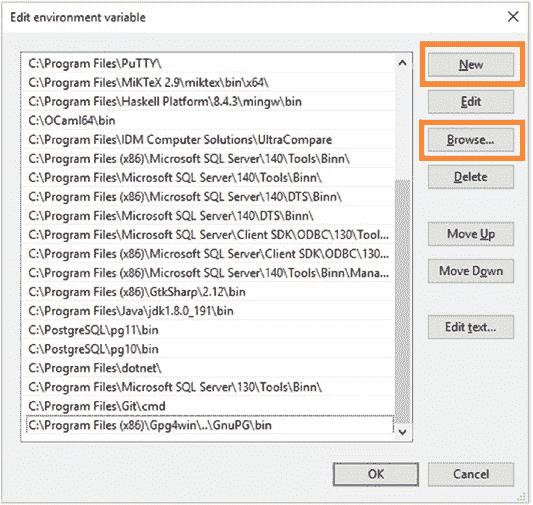 Edit environment variable
C:\Program Files\PuTTY\
C:\Program Files\MiKTeX 2.9\miktex\bin\x64\
C:\Program Files\Haskell Platform\8.4.3\mingw\bin
C:\OCaml64\bin
C:\Program Files\IDM Computer Solutions\UltraCompare
C:\Program Files (x86)\Microsoft SQL Server\140\Tools\Binn\
C:\Program Files\Microsoft SQL Server\140\Tools\Binn\
C:\Program Files (x86)\Microsoft SQL Server\140\DTS\Binn\
C:\Program Files\Microsoft SQL Server\140\DTS\Binn\
C:\Program Files\Microsoft SQL Server\Client SDK\ODBC\130\Tool...
C:\Program Files (x86)\Microsoft SQL Server\Client SDK\ODBC\130...
C:\Program Files (x86)\Microsoft SQL Server\140\Tools\Binn\Mana...
C:\Program Files (x86)\GtkSharp\2.12\bin
C:\Program Files\Java\jdk1.8.0_191\bin
C:\PostgreSQL\pg11\bin
C:\PostgreSQL\pg10\bin
C:\Program Files\dotnet\
C:\Program Files\Microsoft SQL Server\130\Tools\Binn\
C:\Program Files\Git\cmd
C:\Program Files (x86)\Gpg4win\..\GnuPG\bin
New
Edit
Browse...
Delete
Move Up
Move Down
Edit text...
OK
Cancel